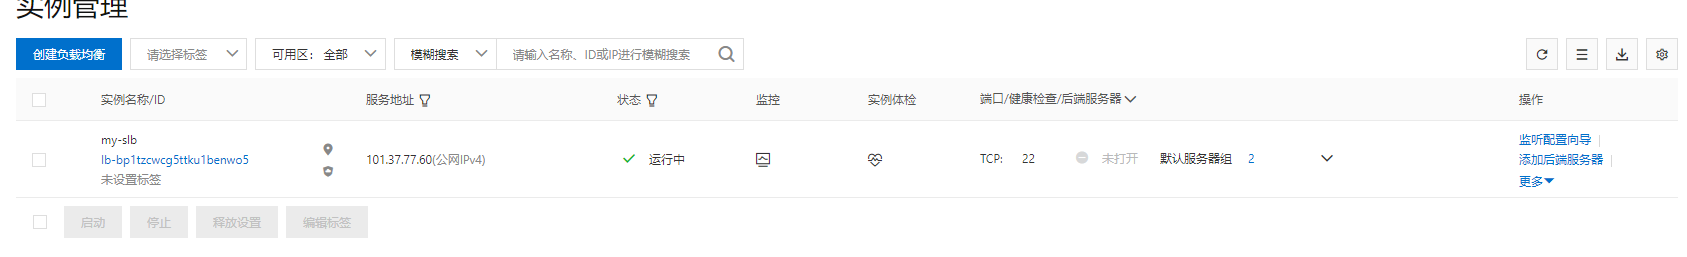 实例管理
创建负载均衡 请选择标签 可用区: 全部 模糊搜索 请输入名称、ID或IP进行模糊搜索
实例名称/ID 服务地址 状态 监控 实例体检 端口/健康检查/后端服务器 操作
my-slb
lb-bp1tzcwcg5ttku1benwo5
未设置标签
101.37.77.60(公网IPv4) 运行中 TCP: 22 未打开 默认服务器组 2
监听配置向导
添加后端服务器
更多
启动 停止 释放设置 编辑标签